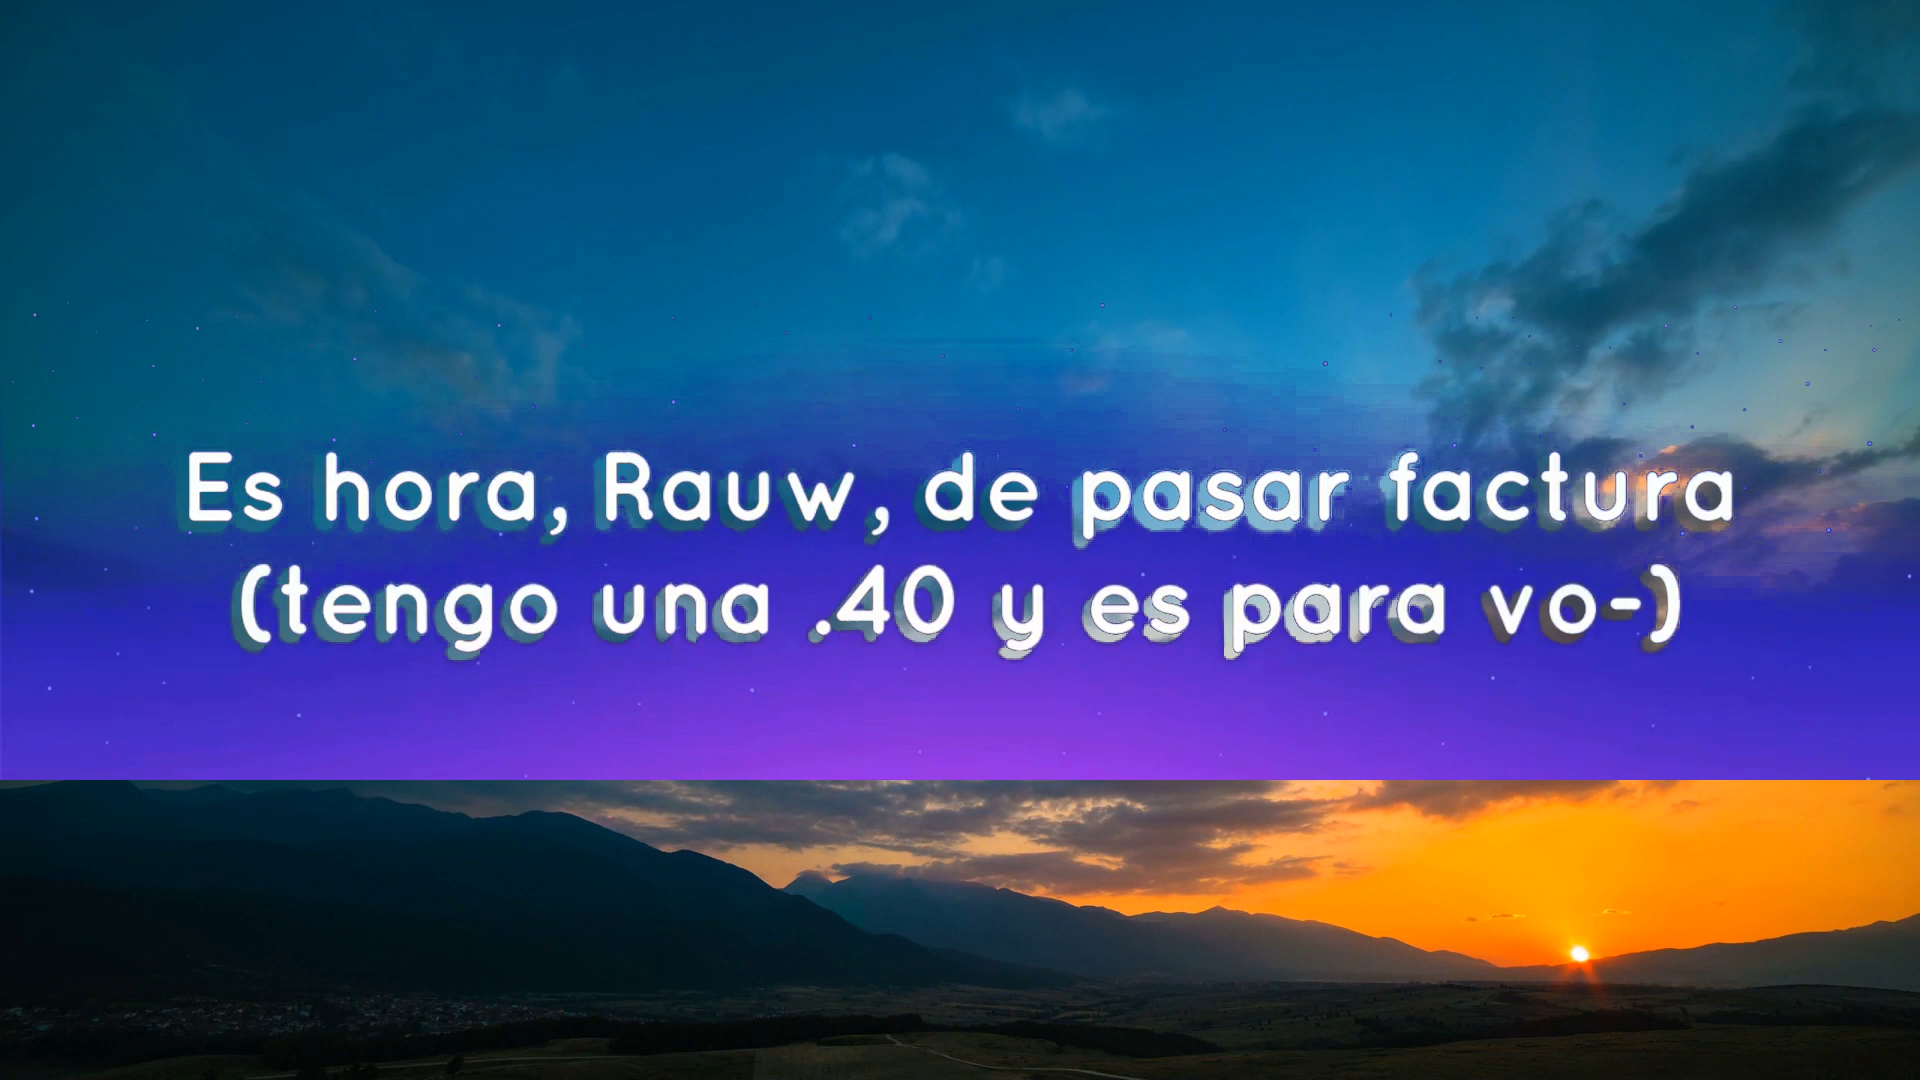 Es hora, Rauw, de pasar factura
(tengo una .40 y es para vo-)